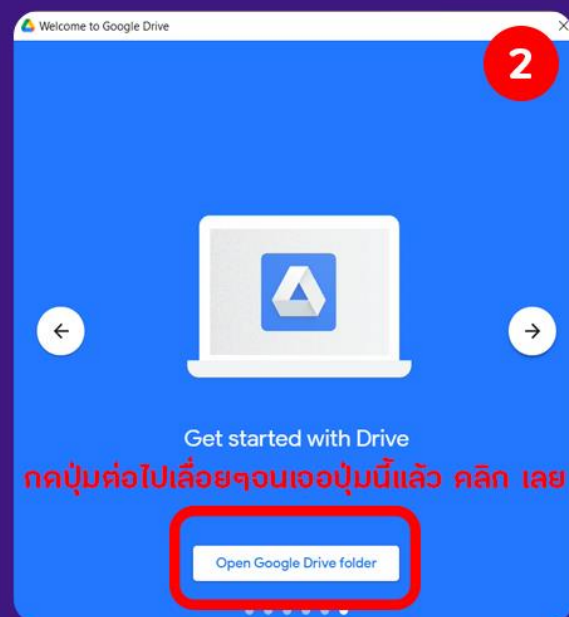 Welcome to Google Drive
2
Get started with Drive
กดปุ่มต่อไปเลื่อยๆจนเจอปุ่มนี้แล้ว คลิก เลย
Open Google Drive folder